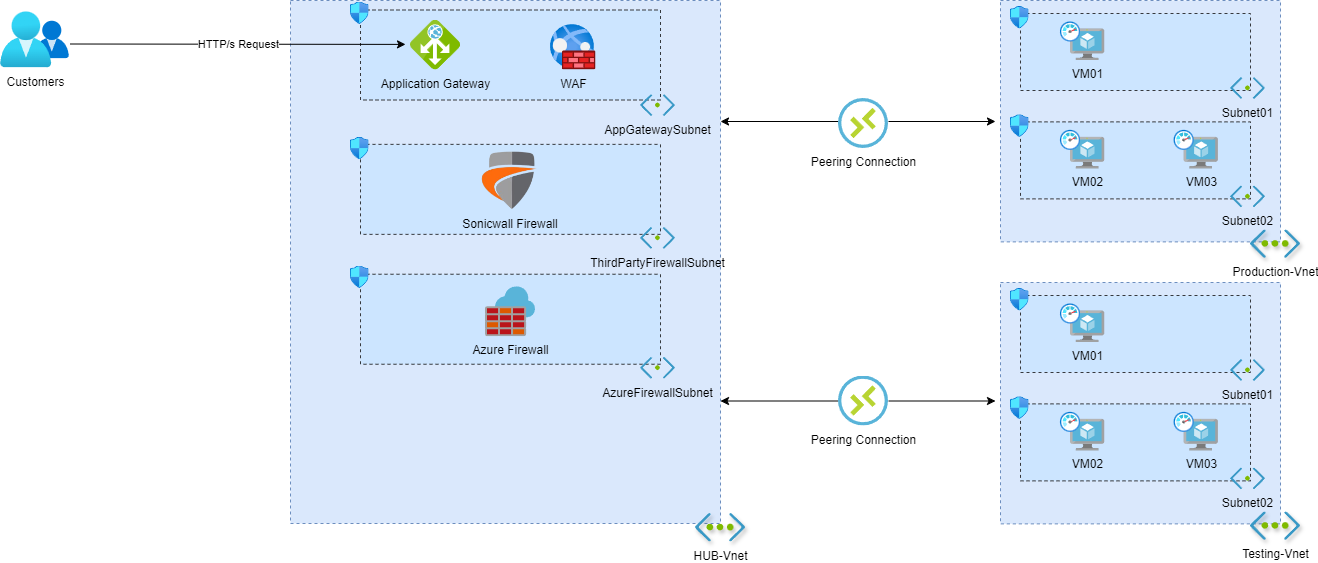 Customers
HTTP/s Request
Application Gateway
WAF
AppGatewaySubnet
Sonicwall Firewall
ThirdPartyFirewallSubnet
Azure Firewall
AzureFirewallSubnet
HUB-Vnet
Peering Connection
Peering Connection
VM01
Subnet01
VM02
VM03
Subnet02
Production-Vnet
VM01
Subnet01
VM02
VM03
Subnet02
Testing-Vnet